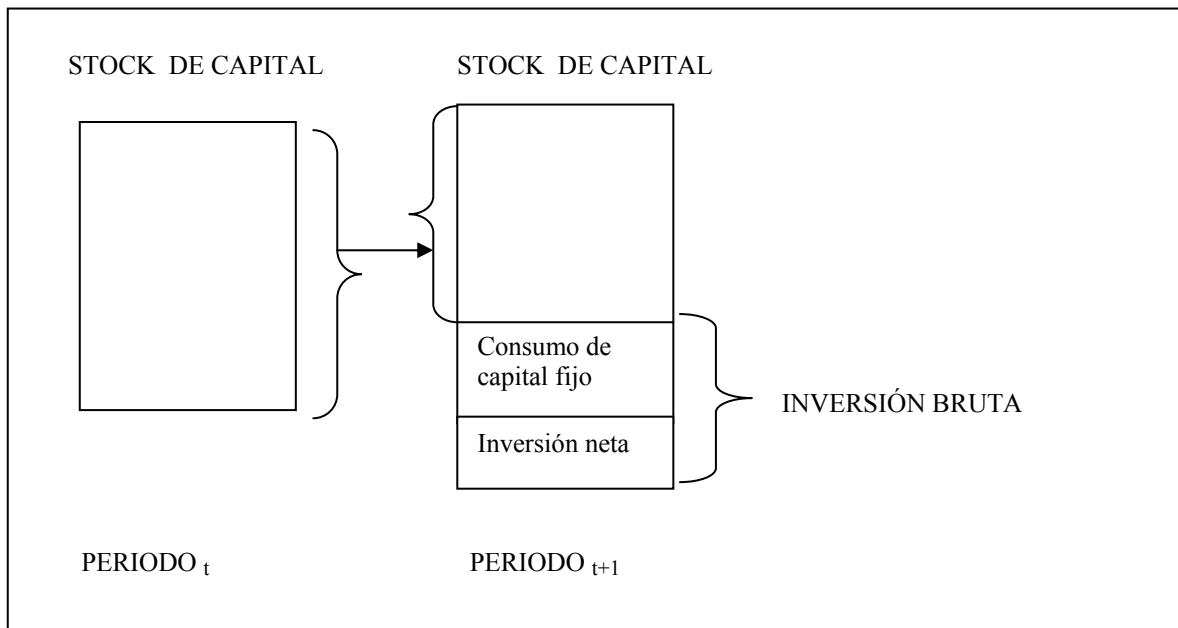 STOCK DE CAPITAL
STOCK DE CAPITAL
Consumo de
capital fijo
Inversión neta
INVERSIÓN BRUTA
PERIODO t
PERIODO t+1